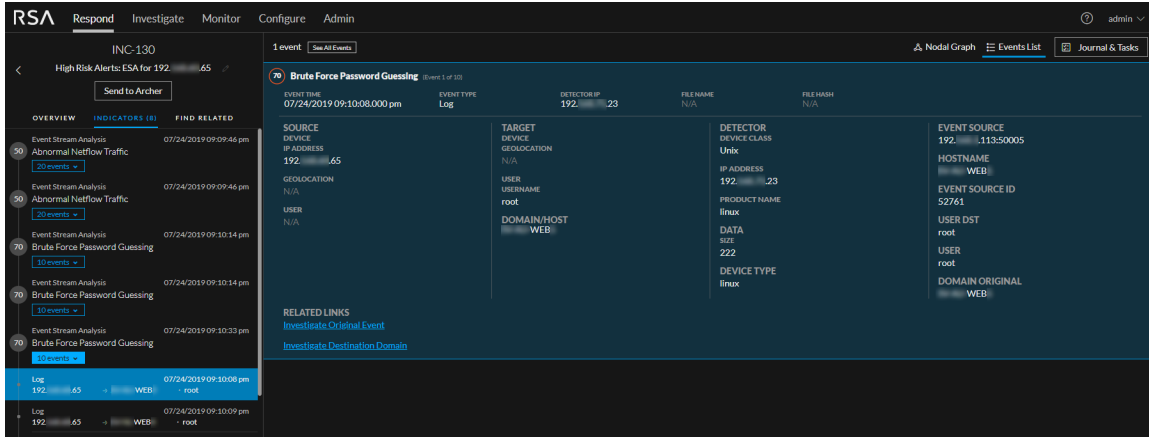 RSA Respond Investigate Monitor Configure Admin admin
INC-130
High Risk Alerts: ESA for 192. .65
Send to Archer
OVERVIEW INDICATORS (8) FIND RELATED
Event Stream Analysis 07/24/2019 09:09:46 pm
50 Abnormal Netflow Traffic
20 events
Event Stream Analysis 07/24/2019 09:09:46 pm
50 Abnormal Netflow Traffic
20 events
Event Stream Analysis 07/24/2019 09:10:14 pm
70 Brute Force Password Guessing
10 events
Event Stream Analysis 07/24/2019 09:10:14 pm
70 Brute Force Password Guessing
10 events
Event Stream Analysis 07/24/2019 09:10:33 pm
70 Brute Force Password Guessing
10 events
Log 07/24/2019 09:10:08 pm
192. .65 → WEB root
Log 07/24/2019 09:10:09 pm
192. .65 → WEB root
1 event See All Events Nodal Graph Events List Journal & Tasks
70 Brute Force Password Guessing (Event 1 of 10)
EVENT TIME EVENT TYPE DETECTOR IP FILE NAME FILE HASH
07/24/2019 09:10:08.000 pm Log 192. .23 N/A N/A
SOURCE
DEVICE
IP ADDRESS
192. .65
GEOLOCATION
N/A
USER
N/A
TARGET
DEVICE
GEOLOCATION
N/A
USER
USERNAME
root
DOMAIN/HOST
WEB
DETECTOR
DEVICE CLASS
Unix
IP ADDRESS
192. .23
PRODUCT NAME
linux
DATA
SIZE
222
DEVICE TYPE
linux
EVENT SOURCE
192. .113:50005
HOSTNAME
WEB
EVENT SOURCE ID
52761
USER DST
root
USER
root
DOMAIN ORIGINAL
WEB
RELATED LINKS
Investigate Original Event
Investigate Destination Domain